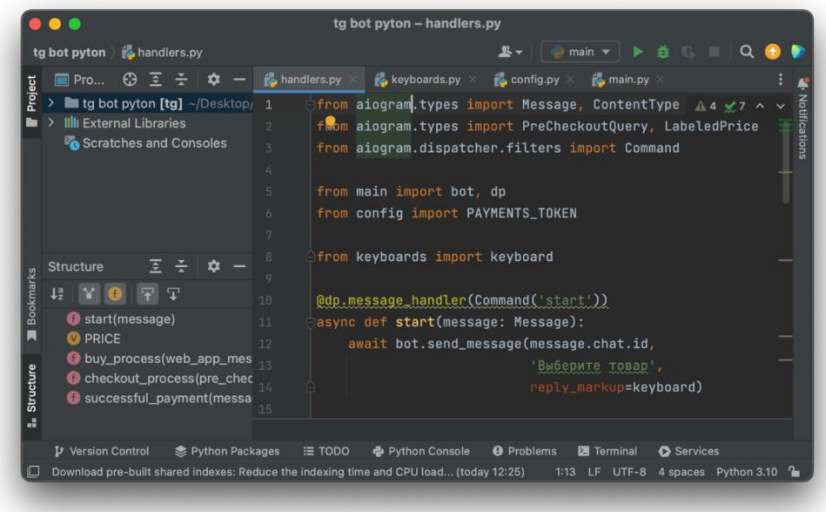 tg bot pyton – handlers.py
tg bot pyton handlers.py main
Project Pro... handlers.py keyboards.py config.py main.py
tg bot pyton [tg] ~/Desktop/
External Libraries
Scratches and Consoles
Notifications
4 7
1 from aiogram.types import Message, ContentType
2 from aiogram.types import PreCheckoutQuery, LabeledPrice
3 from aiogram.dispatcher.filters import Command
4
5 from main import bot, dp
6 from config import PAYMENTS_TOKEN
7
8 from keyboards import keyboard
9
10 @dp.message_handler(Command('start'))
11 async def start(message: Message):
12 await bot.send_message(message.chat.id,
13 'Выберите товар',
14 reply_markup=keyboard)
15
Structure
start(message)
PRICE
buy_process(web_app_mes
checkout_process(pre_chec
successful_payment(messa
Bookmarks
Structure
Version Control Python Packages TODO Python Console Problems Terminal Services
Download pre-built shared indexes: Reduce the indexing time and CPU load... (today 12:25) 1:13 LF UTF-8 4 spaces Python 3.10